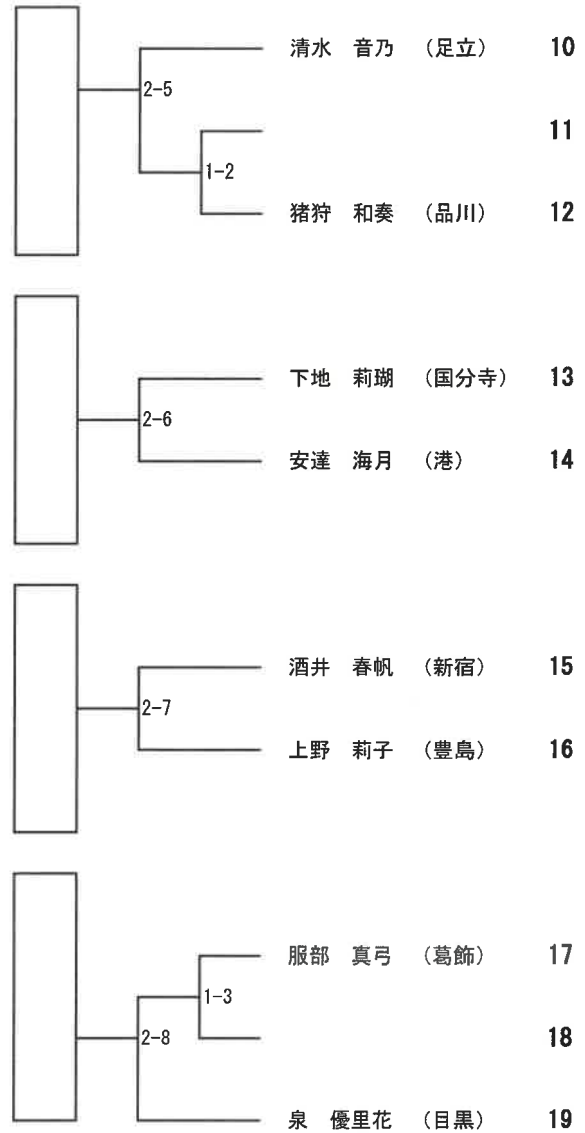 清水　音乃　（足立）　10
2-5
11
1-2
猪狩　和奏　（品川）　12
下地　莉瑚　（国分寺）　13
2-6
安達　海月　（港）　14
酒井　春帆　（新宿）　15
2-7
上野　莉子　（豊島）　16
服部　真弓　（葛飾）　17
1-3
2-8
18
泉　優里花　（目黒）　19